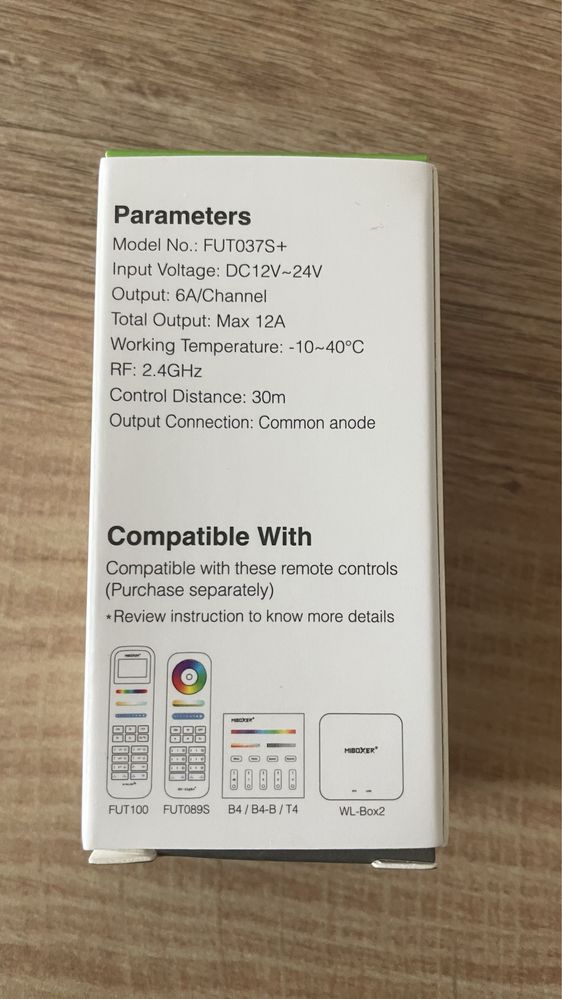 Parameters
Model No.: FUT037S+
Input Voltage: DC12V~24V
Output: 6A/Channel
Total Output: Max 12A
Working Temperature: -10~40°C
RF: 2.4GHz
Control Distance: 30m
Output Connection: Common anode
Compatible With
Compatible with these remote controls
(Purchase separately)
*Review instruction to know more details
MIBOXER
MIBOXER
FUT100 FUT089S B4 / B4-B / T4 WL-Box2